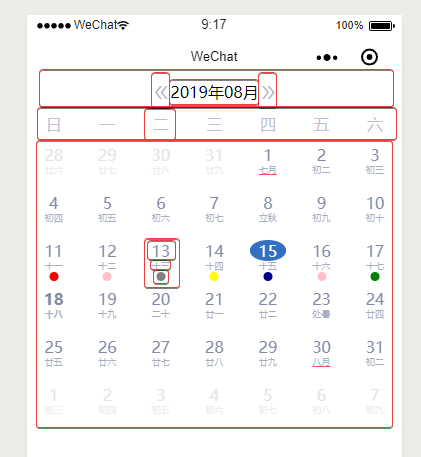 ●●●●● WeChat 9:17 100%
WeChat
« 2019年08月 »
日 一 二 三 四 五 六
28 29 30 31 1 2 3
廿六 廿七 廿八 廿九 七月 初二 初三
4 5 6 7 8 9 10
初四 初五 初六 初七 立秋 初九 初十
11 12 13 14 15 16 17
十一 十二 十三 十四 十五 十六 十七
18 19 20 21 22 23 24
十八 十九 二十 廿一 廿二 处暑 廿四
25 26 27 28 29 30 31
廿五 廿六 廿七 廿八 廿九 八月 初二
1 2 3 4 5 6 7
初三 初四 初五 初六 初七 初八 初九